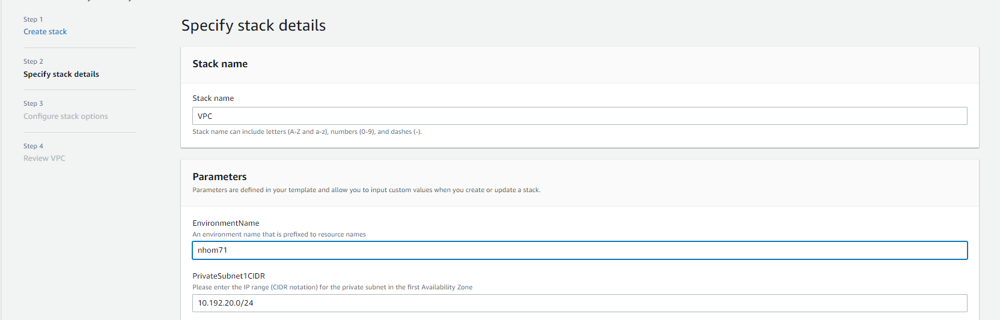 Step 1
Create stack
Step 2
Specify stack details
Step 3
Configure stack options
Step 4
Review VPC
Specify stack details
Stack name
Stack name
VPC
Stack name can include letters (A-Z and a-z), numbers (0-9), and dashes (-).
Parameters
Parameters are defined in your template and allow you to input custom values when you create or update a stack.
EnvironmentName
An environment name that is prefixed to resource names
nhom71
PrivateSubnet1CIDR
Please enter the IP range (CIDR notation) for the private subnet in the first Availability Zone
10.192.20.0/24